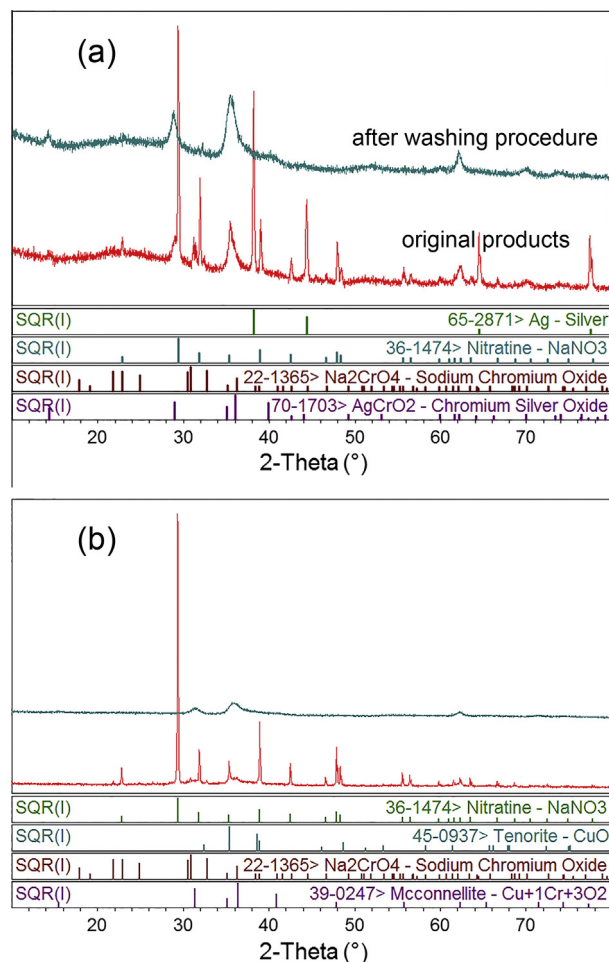 (a)
after washing procedure
original products
SQR(I) 65-2871> Ag - Silver
SQR(I) 36-1474> Nitratine - NaNO3
SQR(I) 22-1365> Na2CrO4 - Sodium Chromium Oxide
SQR(I) 70-1703> AgCrO2 - Chromium Silver Oxide
20 30 40 50 60 70
2-Theta (°)
(b)
SQR(I) 36-1474> Nitratine - NaNO3
SQR(I) 45-0937> Tenorite - CuO
SQR(I) 22-1365> Na2CrO4 - Sodium Chromium Oxide
SQR(I) 39-0247> Mcconnellite - Cu+1Cr+3O2
20 30 40 50 60 70
2-Theta (°)